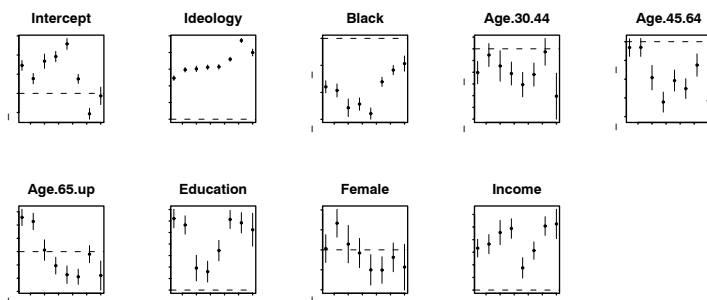 Intercept
Ideology
Black
Age.30.44
Age.45.64
Age.65.up
Education
Female
Income